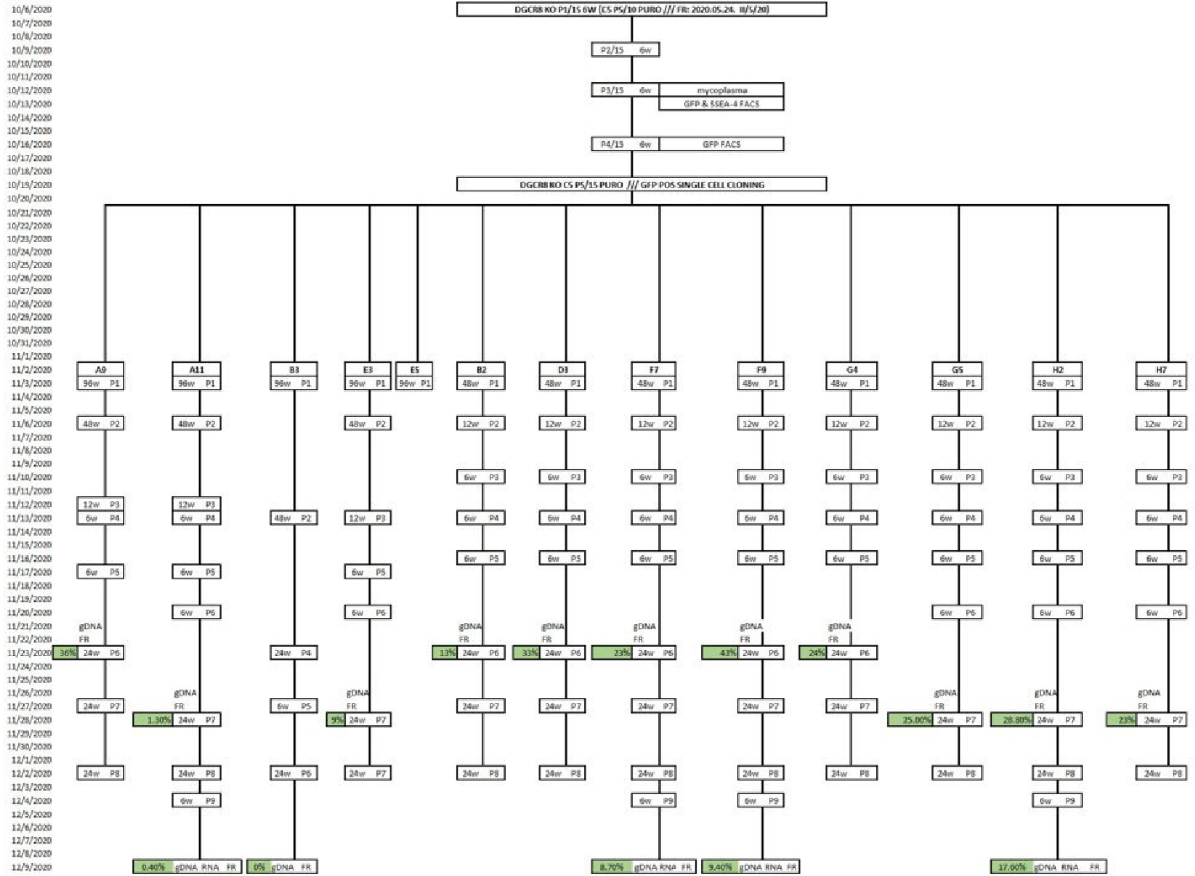 10/6/2020 DGCR8 KO P1/15 6W (C5 P5/10 PURO /// FR: 2020.05.24. II/5/20)
10/7/2020
10/8/2020
10/9/2020 P2/15 6w
10/10/2020
10/11/2020
10/12/2020 P3/15 6w mycoplasma
10/13/2020 GFP & SSEA-4 FACS
10/14/2020
10/15/2020
10/16/2020 P4/15 6w GFP FACS
10/17/2020
10/18/2020
10/19/2020 DGCR8 KO C5 P5/15 PURO /// GFP POS SINGLE CELL CLONING
10/20/2020
10/21/2020
10/22/2020
10/23/2020
10/24/2020
10/25/2020
10/26/2020
10/27/2020
10/28/2020
10/29/2020
10/30/2020
10/31/2020
11/1/2020
11/2/2020 A9 A11 B3 E3 E5 B2 D3 F7 F9 G4 G5 H2 H7
11/3/2020 96w P1 96w P1 96w P1 96w P1 96w P1 48w P1 48w P1 48w P1 48w P1 48w P1 48w P1 48w P1 48w P1
11/4/2020
11/5/2020
11/6/2020 48w P2 48w P2 48w P2 12w P2 12w P2 12w P2 12w P2 12w P2 12w P2 12w P2 12w P2
11/7/2020
11/8/2020
11/9/2020
11/10/2020 6w P3 6w P3 6w P3 6w P3 6w P3 6w P3 6w P3 6w P3
11/11/2020
11/12/2020 12w P3 12w P3
11/13/2020 6w P4 6w P4 48w P2 12w P3 6w P4 6w P4 6w P4 6w P4 6w P4 6w P4 6w P4 6w P4
11/14/2020
11/15/2020
11/16/2020 6w P5 6w P5 6w P5 6w P5 6w P5
11/17/2020 6w P5 6w P5 6w P5
11/18/2020
11/19/2020
11/20/2020 6w P6 6w P6 6w P6 6w P6 6w P6
11/21/2020 gDNA gDNA gDNA gDNA gDNA gDNA
11/22/2020 FR FR FR FR FR FR
11/23/2020 36% 24w P6 24w P4 13% 24w P6 33% 24w P6 23% 24w P6 43% 24w P6 24% 24w P6
11/24/2020
11/25/2020
11/26/2020 gDNA gDNA gDNA gDNA gDNA
11/27/2020 24w P7 FR 6w P5 FR 24w P7 24w P7 24w P7 24w P7 24w P7 FR FR FR
11/28/2020 1.30% 24w P7 9% 24w P7 25.00% 24w P7 28.80% 24w P7 23% 24w P7
11/29/2020
11/30/2020
12/1/2020
12/2/2020 24w P8 24w P8 24w P6 24w P7 24w P8 24w P8 24w P8 24w P8 24w P8 24w P8 24w P8 24w P8
12/3/2020
12/4/2020 6w P9 6w P9 6w P9 6w P9
12/5/2020
12/6/2020
12/7/2020
12/8/2020
12/9/2020 0.40% gDNA RNA FR 0% gDNA FR 8.70% gDNA RNA FR 9.40% gDNA RNA FR 17.60% gDNA RNA FR